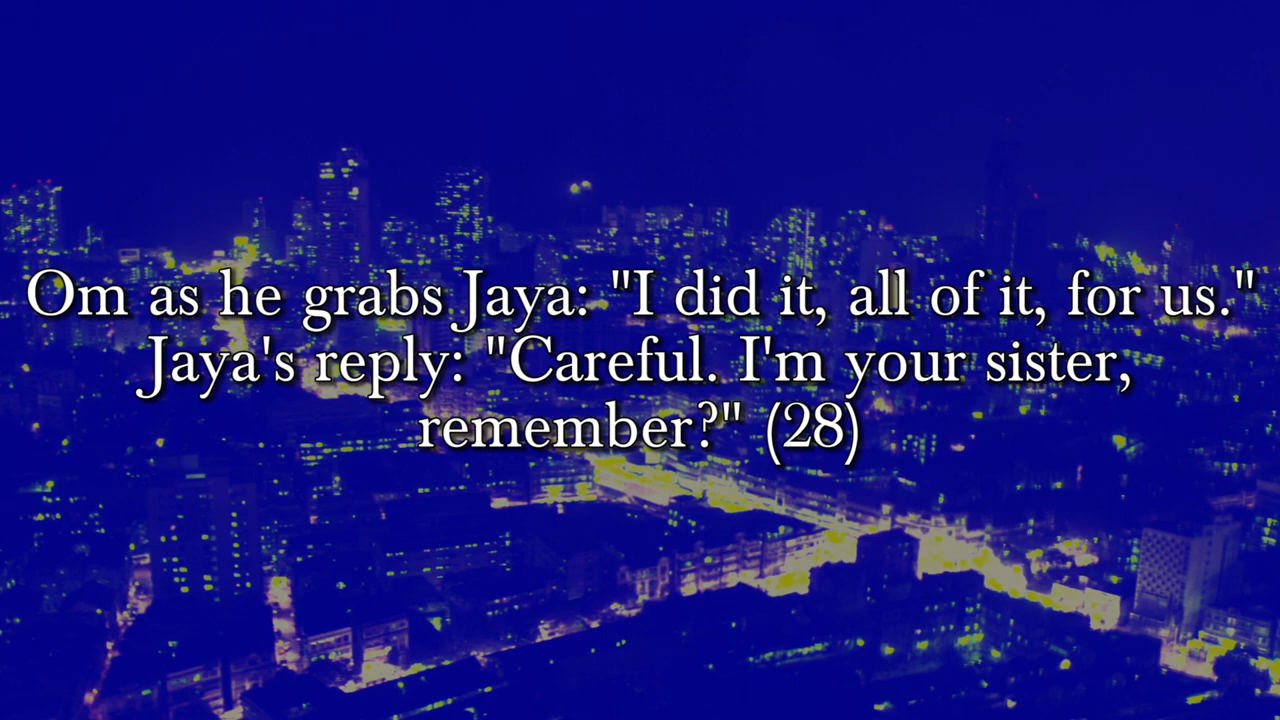 Om as he grabs Jaya: "I did it, all of it, for us."
Jaya's reply: "Careful. I'm your sister,
remember?" (28)